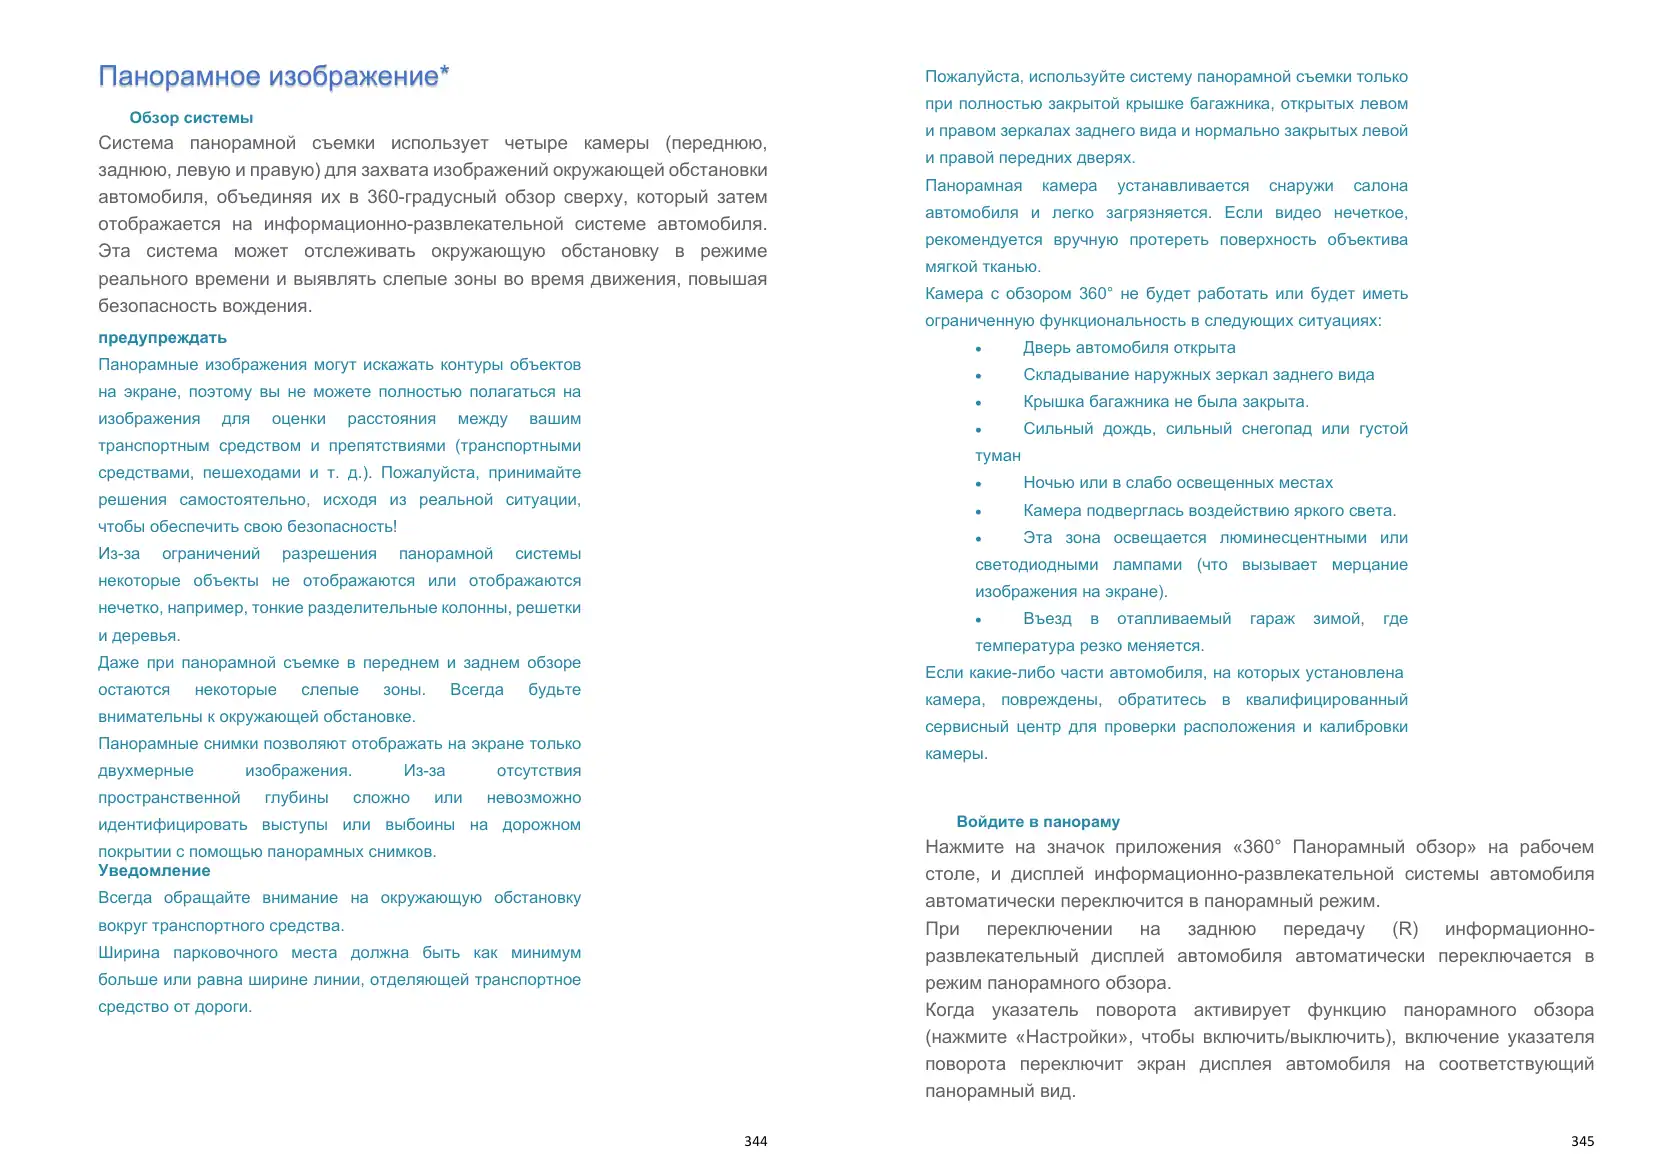 Панорамное изображение*
Обзор системы
Система панорамной съемки использует четыре камеры (переднюю,
заднюю, левую и правую) для захвата изображений окружающей обстановки
автомобиля, объединяя их в 360-градусный обзор сверху, который затем
отображается на информационно-развлекательной системе автомобиля.
Эта система может отслеживать окружающую обстановку в режиме
реального времени и выявлять слепые зоны во время движения, повышая
безопасность вождения.
предупреждать
Панорамные изображения могут искажать контуры объектов
на экране, поэтому вы не можете полностью полагаться на
изображения для оценки расстояния между вашим
транспортным средством и препятствиями (транспортными
средствами, пешеходами и т. д.). Пожалуйста, принимайте
решения самостоятельно, исходя из реальной ситуации,
чтобы обеспечить свою безопасность!
Из-за ограничений разрешения панорамной системы
некоторые объекты не отображаются или отображаются
нечетко, например, тонкие разделительные колонны, решетки
и деревья.
Даже при панорамной съемке в переднем и заднем обзоре
остаются некоторые слепые зоны. Всегда будьте
внимательны к окружающей обстановке.
Панорамные снимки позволяют отображать на экране только
двухмерные изображения. Из-за отсутствия
пространственной глубины сложно или невозможно
идентифицировать выступы или выбоины на дорожном
покрытии с помощью панорамных снимков.
Уведомление
Всегда обращайте внимание на окружающую обстановку
вокруг транспортного средства.
Ширина парковочного места должна быть как минимум
больше или равна ширине линии, отделяющей транспортное
средство от дороги.
344
Пожалуйста, используйте систему панорамной съемки только
при полностью закрытой крышке багажника, открытых левом
и правом зеркалах заднего вида и нормально закрытых левой
и правой передних дверях.
Панорамная камера устанавливается снаружи салона
автомобиля и легко загрязняется. Если видео нечеткое,
рекомендуется вручную протереть поверхность объектива
мягкой тканью.
Камера с обзором 360° не будет работать или будет иметь
ограниченную функциональность в следующих ситуациях:
• Дверь автомобиля открыта
• Складывание наружных зеркал заднего вида
• Крышка багажника не была закрыта.
• Сильный дождь, сильный снегопад или густой
туман
• Ночью или в слабо освещенных местах
• Камера подверглась воздействию яркого света.
• Эта зона освещается люминесцентными или
светодиодными лампами (что вызывает мерцание
изображения на экране).
• Въезд в отапливаемый гараж зимой, где
температура резко меняется.
Если какие-либо части автомобиля, на которых установлена
камера, повреждены, обратитесь в квалифицированный
сервисный центр для проверки расположения и калибровки
камеры.
Войдите в панораму
Нажмите на значок приложения «360° Панорамный обзор» на рабочем
столе, и дисплей информационно-развлекательной системы автомобиля
автоматически переключится в панорамный режим.
При переключении на заднюю передачу (R) информационно-
развлекательный дисплей автомобиля автоматически переключается в
режим панорамного обзора.
Когда указатель поворота активирует функцию панорамного обзора
(нажмите «Настройки», чтобы включить/выключить), включение указателя
поворота переключит экран дисплея автомобиля на соответствующий
панорамный вид.
345